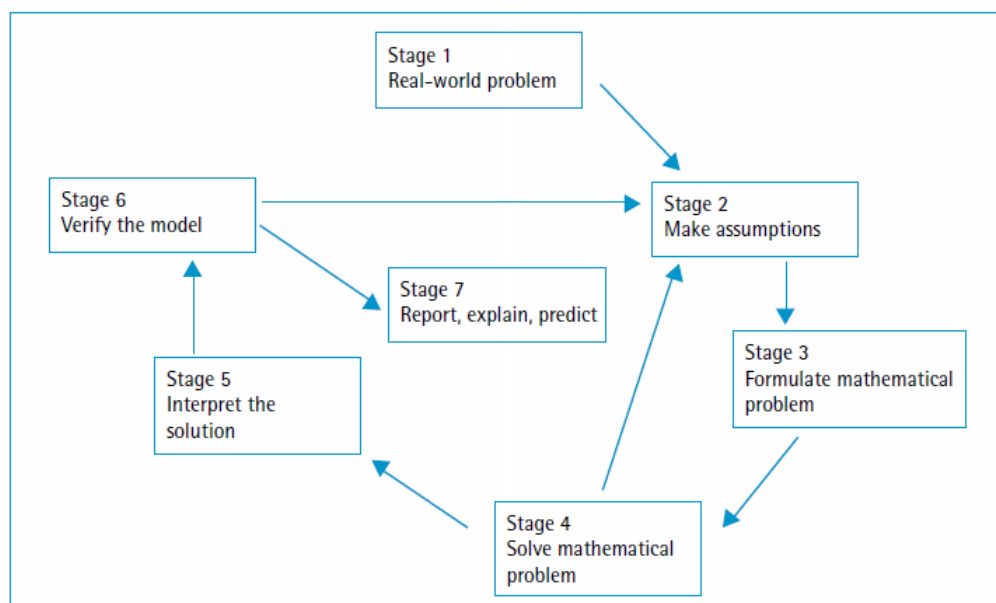 Stage 1
Real-world problem
Stage 6
Verify the model
Stage 2
Make assumptions
Stage 7
Report, explain, predict
Stage 3
Formulate mathematical
problem
Stage 5
Interpret the
solution
Stage 4
Solve mathematical
problem